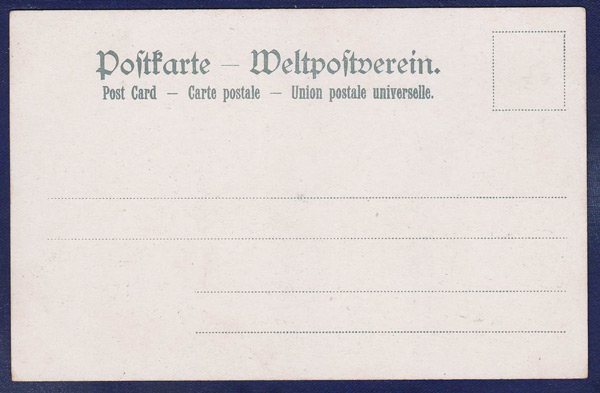 Postkarte — Weltpostverein.
Post Card — Carte postale — Union postale universelle.